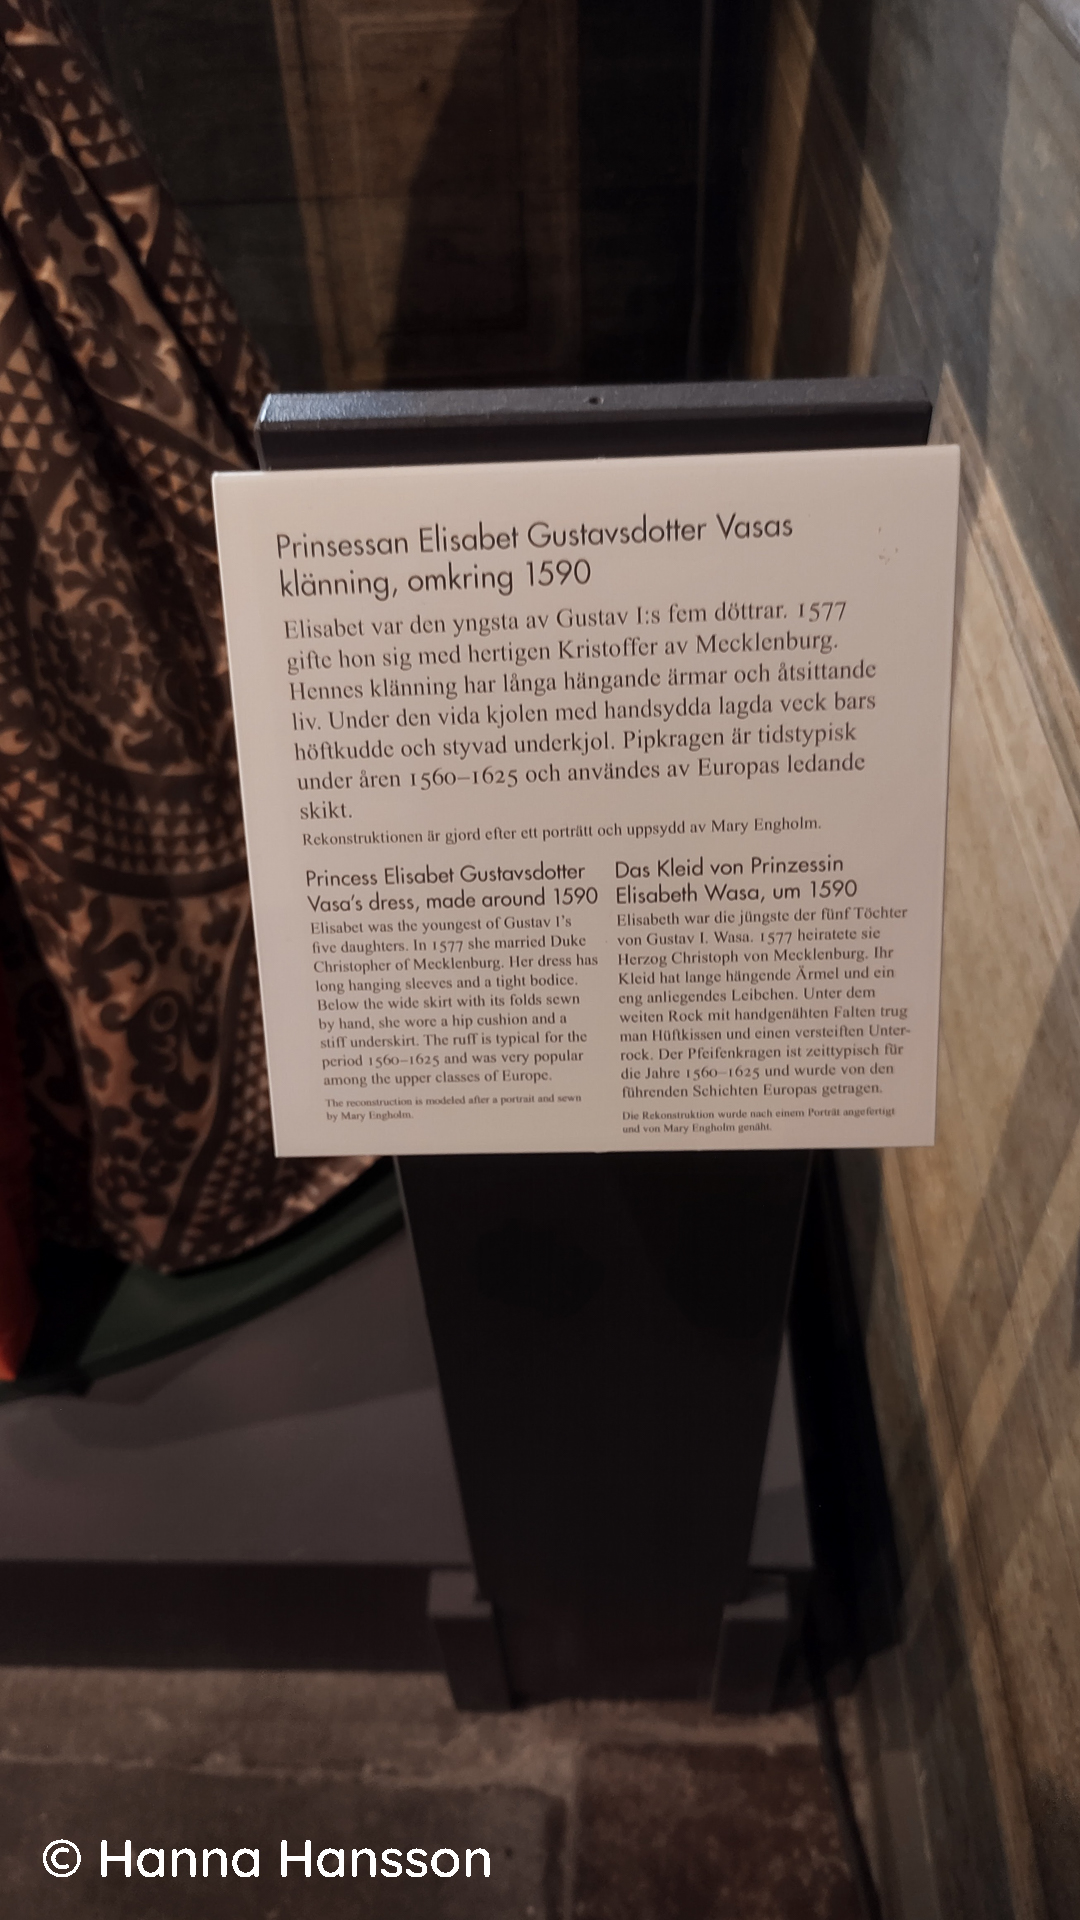 Prinsessan Elisabet Gustavsdotter Vasas
klänning, omkring 1590
Elisabet var den yngsta av Gustav I:s fem döttrar. 1577
gifte hon sig med hertigen Kristoffer av Mecklenburg.
Hennes klänning har långa hängande ärmar och åtsittande
liv. Under den vida kjolen med handsydda lagda veck bars
höftkudde och styvad underkjol. Pipkragen är tidstypisk
under åren 1560–1625 och användes av Europas ledande
skikt.
Rekonstruktionen är gjord efter ett porträtt och uppsydd av Mary Engholm.
Princess Elisabet Gustavsdotter
Vasa's dress, made around 1590
Elisabet was the youngest of Gustav I's
five daughters. In 1577 she married Duke
Christopher of Mecklenburg. Her dress has
long hanging sleeves and a tight bodice.
Below the wide skirt with its folds sewn
by hand, she wore a hip cushion and a
stiff underskirt. The ruff is typical for the
period 1560–1625 and was very popular
among the upper classes of Europe.
The reconstruction is modeled after a portrait and sewn
by Mary Engholm.
Das Kleid von Prinzessin
Elisabeth Wasa, um 1590
Elisabeth war die jüngste der fünf Töchter
von Gustav I. Wasa. 1577 heiratete sie
Herzog Christoph von Mecklenburg. Ihr
Kleid hat lange hängende Ärmel und ein
eng anliegendes Leibchen. Unter dem
weiten Rock mit handgenähten Falten trug
man Hüftkissen und einen versteiften Unter-
rock. Der Pfeifenkragen ist zeittypisch für
die Jahre 1560–1625 und wurde von den
führenden Schichten Europas getragen.
Die Rekonstruktion wurde nach einem Porträt angefertigt
und von Mary Engholm genäht.
© Hanna Hansson